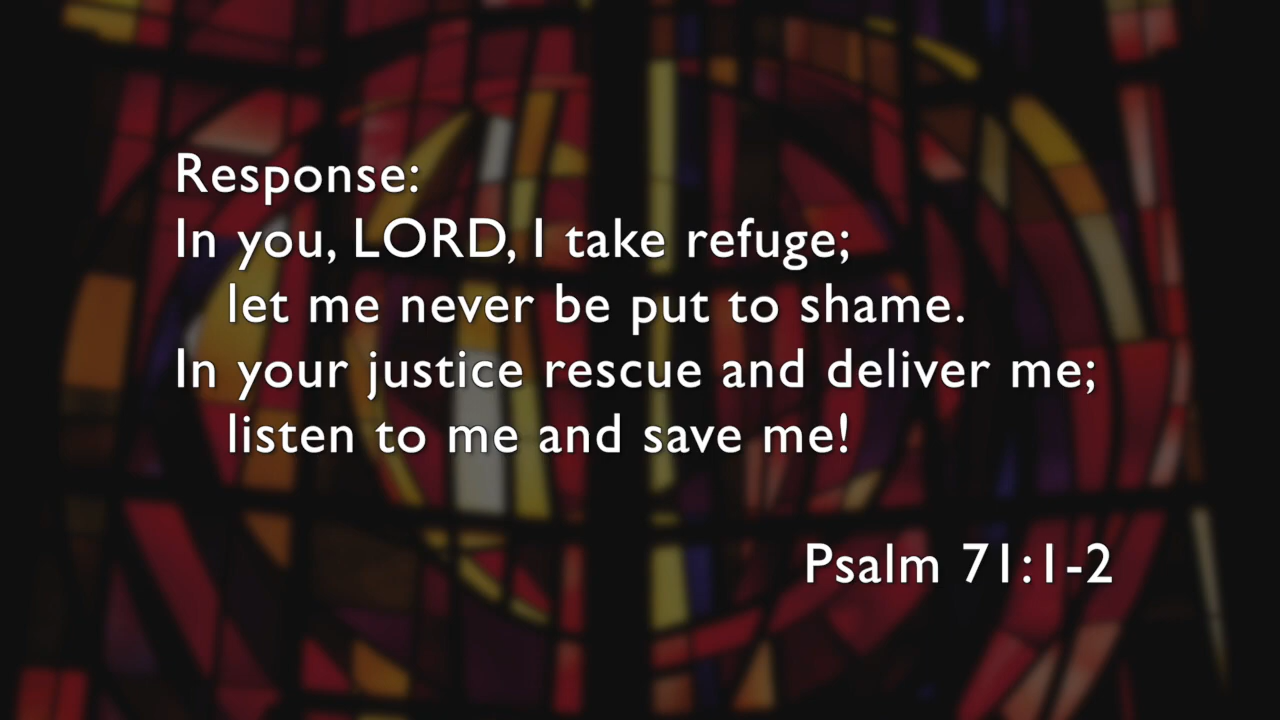 Response:
In you, LORD, I take refuge;
let me never be put to shame.
In your justice rescue and deliver me;
listen to me and save me!
Psalm 71:1-2